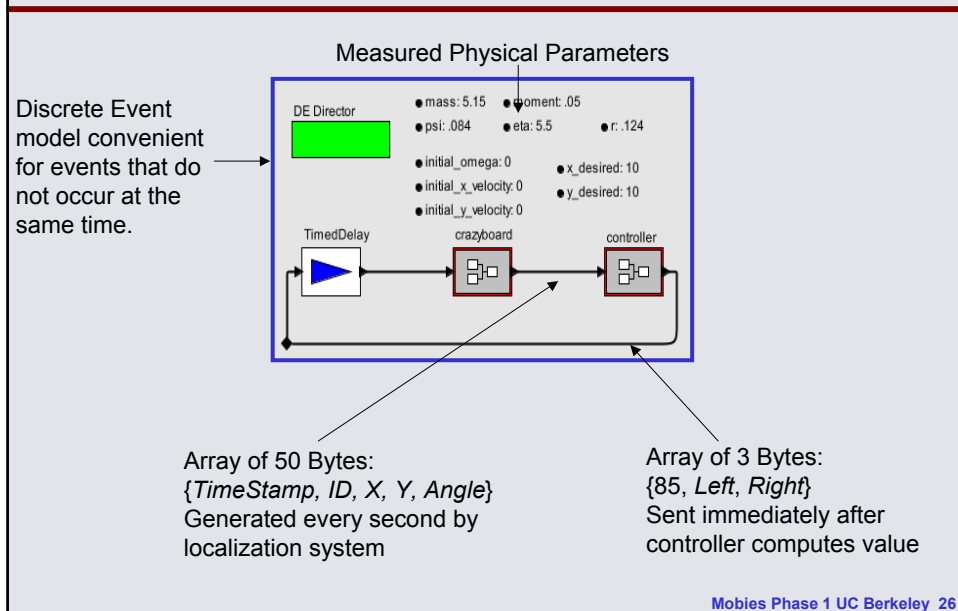 Measured Physical Parameters
Discrete Event
model convenient
for events that do
not occur at the
same time.
DE Director
mass: 5.15
moment: .05
psi: .084
eta: 5.5
r: .124
initial_omega: 0
initial_x_velocity: 0
initial_y_velocity: 0
x_desired: 10
y_desired: 10
TimedDelay
crazyboard
controller
Array of 50 Bytes:
{TimeStamp, ID, X, Y, Angle}
Generated every second by
localization system
Array of 3 Bytes:
{85, Left, Right}
Sent immediately after
controller computes value
Mobies Phase 1 UC Berkeley 26